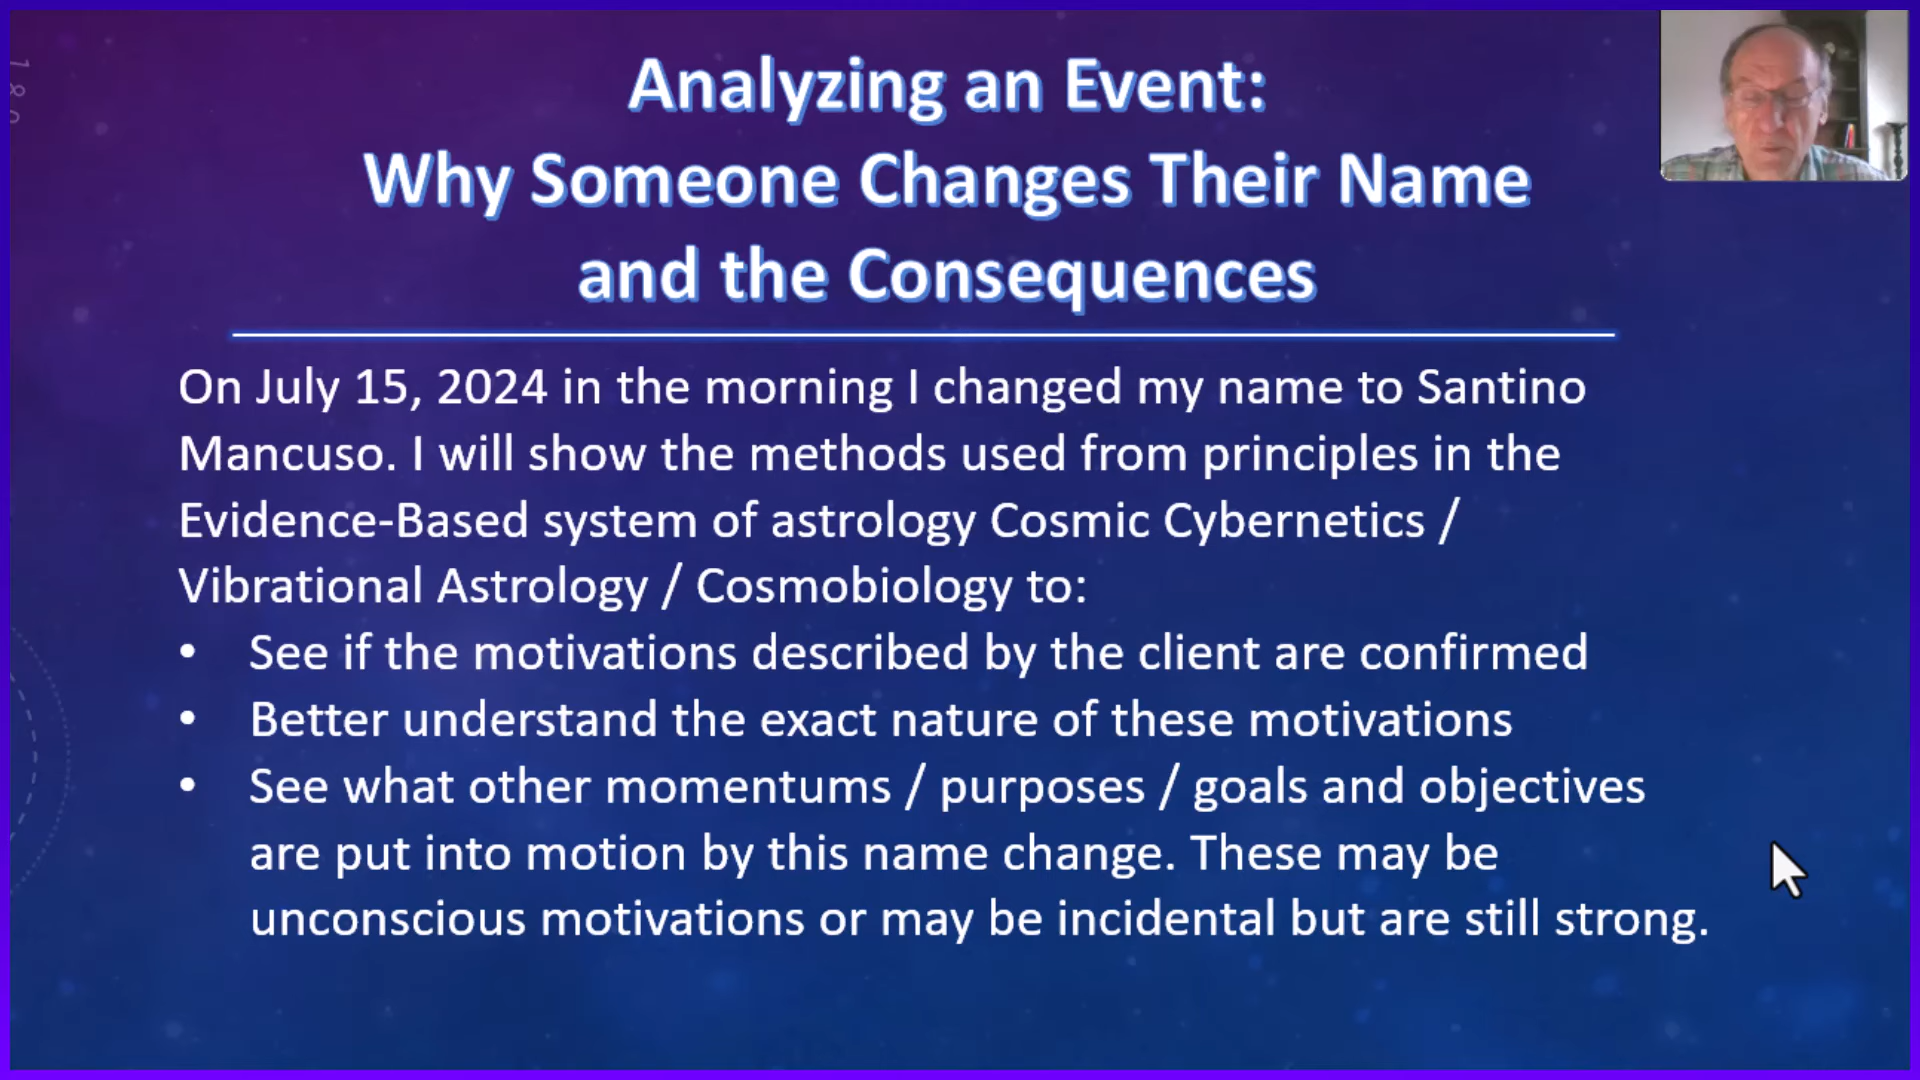 180
Analyzing an Event:
Why Someone Changes Their Name
and the Consequences
On July 15, 2024 in the morning I changed my name to Santino
Mancuso. I will show the methods used from principles in the
Evidence-Based system of astrology Cosmic Cybernetics /
Vibrational Astrology / Cosmobiology to:
• See if the motivations described by the client are confirmed
• Better understand the exact nature of these motivations
• See what other momentums / purposes / goals and objectives
are put into motion by this name change. These may be
unconscious motivations or may be incidental but are still strong.